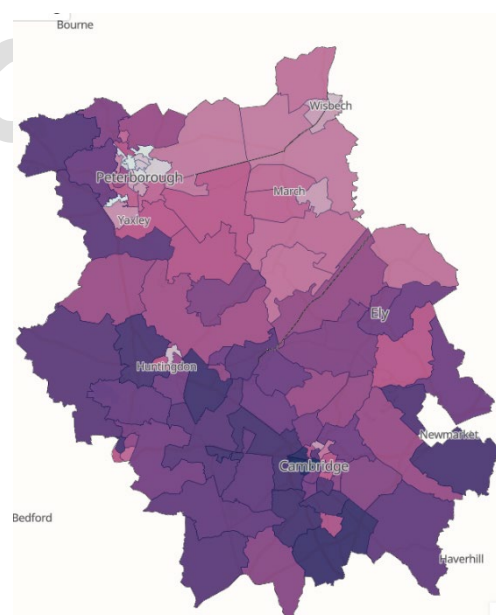 Bourne
Wisbech
Peterborough
March
Yaxley
Ely
Huntingdon
Newmarket
Cambridge
Bedford
Haverhill